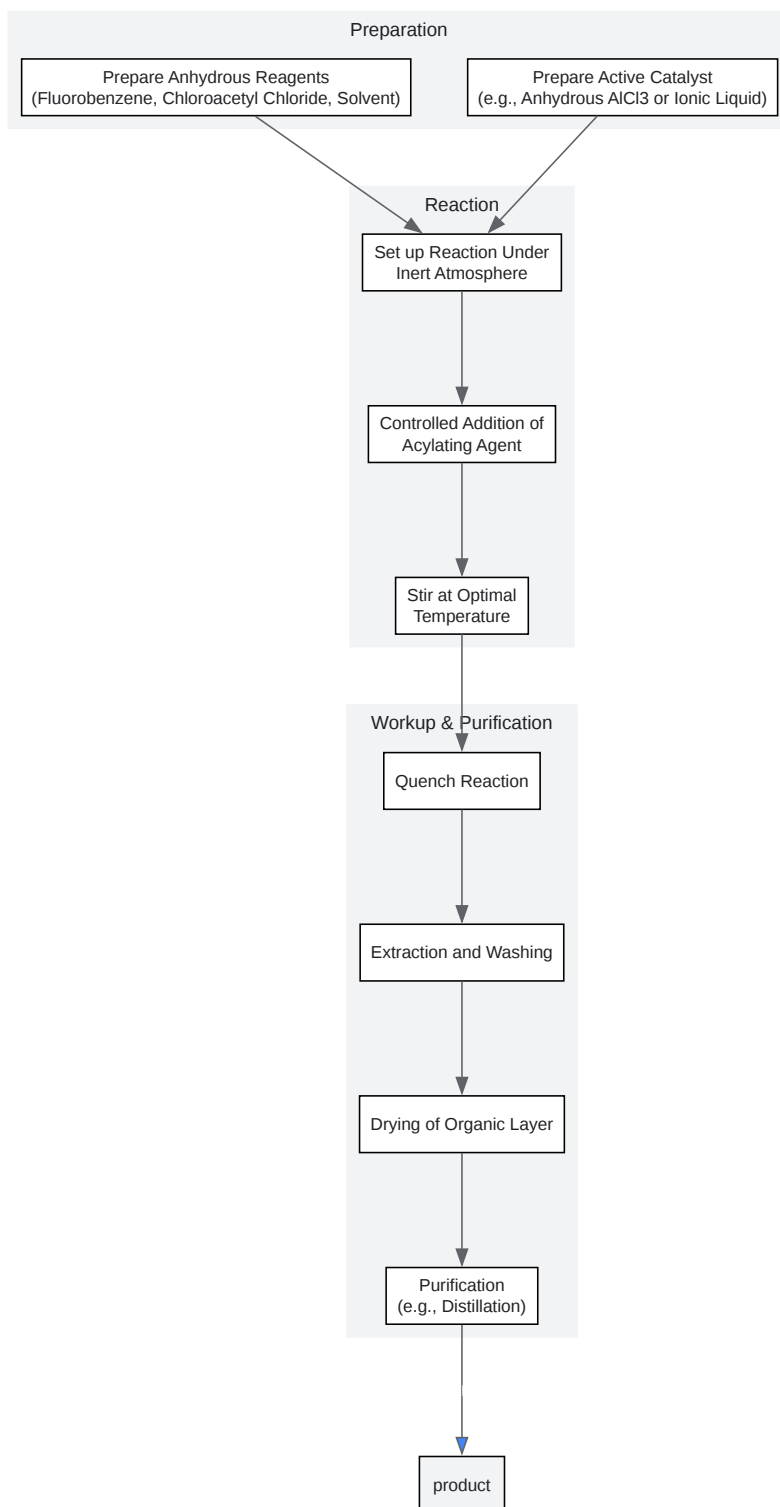 Preparation
Prepare Anhydrous Reagents
(Fluorobenzene, Chloroacetyl Chloride, Solvent)
Prepare Active Catalyst
(e.g., Anhydrous AlCl3 or Ionic Liquid)
Reaction
Set up Reaction Under
Inert Atmosphere
Controlled Addition of
Acylating Agent
Stir at Optimal
Temperature
Workup & Purification
Quench Reaction
Extraction and Washing
Drying of Organic Layer
Purification
(e.g., Distillation)
product